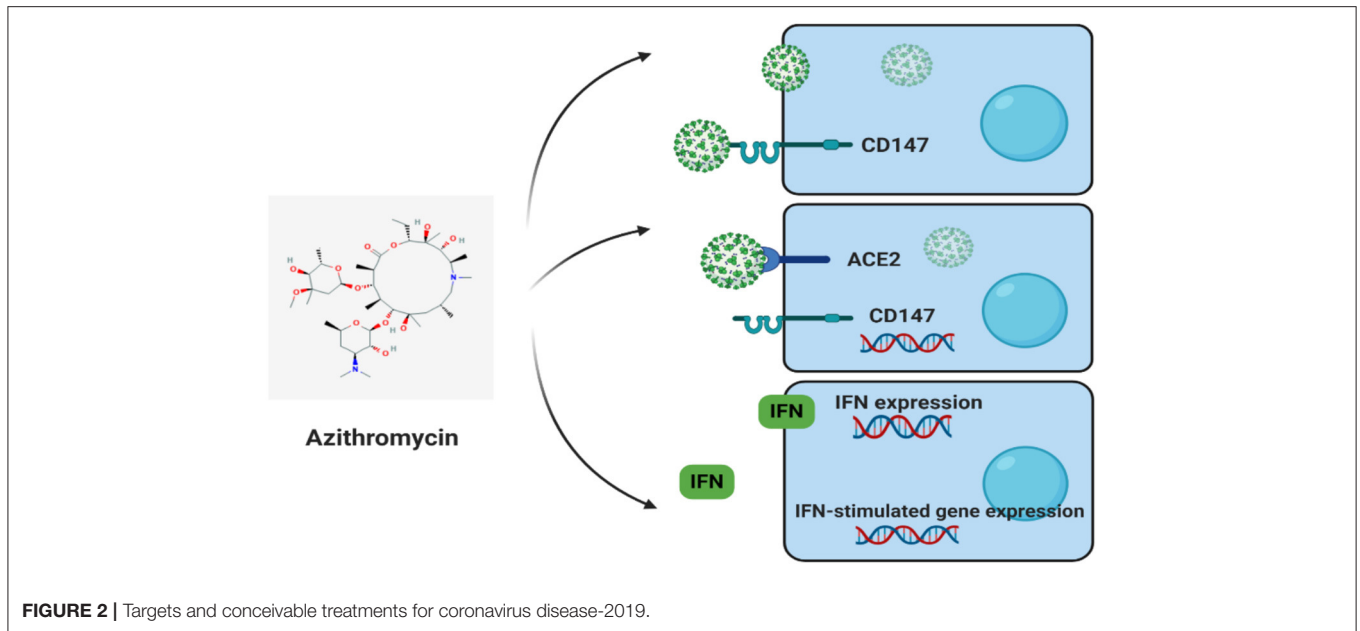 CD147
ACE2
CD147
IFN
IFN expression
IFN
IFN-stimulated gene expression
H
O
O
O
H
O
H
O
O
O
O
N
O
O
O
H
O
H
O
N
Azithromycin
FIGURE 2 | Targets and conceivable treatments for coronavirus disease-2019.